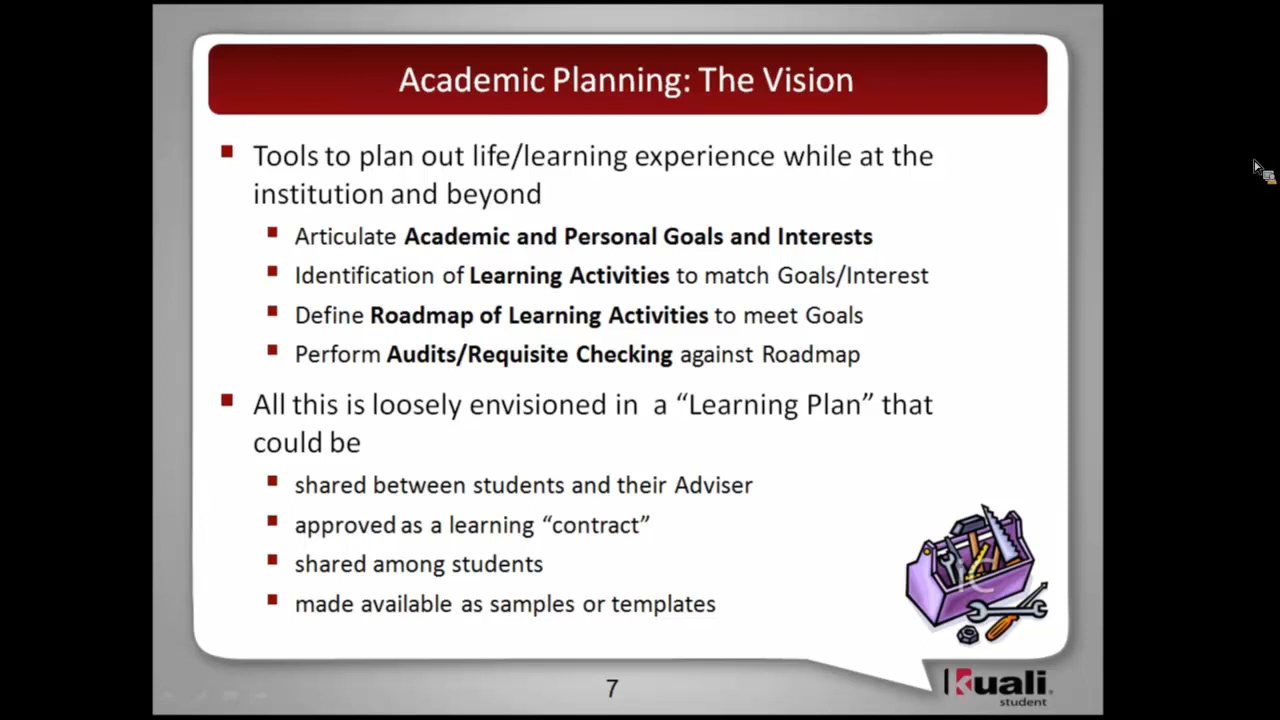 Academic Planning: The Vision
Tools to plan out life/learning experience while at the
institution and beyond
Articulate Academic and Personal Goals and Interests
Identification of Learning Activities to match Goals/Interest
Define Roadmap of Learning Activities to meet Goals
Perform Audits/Requisite Checking against Roadmap
All this is loosely envisioned in a “Learning Plan” that
could be
shared between students and their Adviser
approved as a learning “contract”
shared among students
made available as samples or templates
iC
7
kuali
student